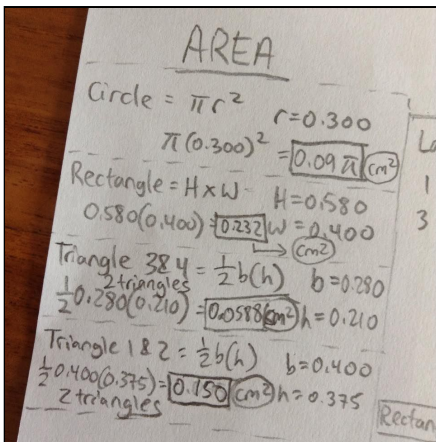 AREA
Circle = πr² r=0.300
π(0.300)² = 0.09π cm²
Rectangle = H x W H=0.580
0.580(0.400)= 0.232 W=0.400
cm²
Triangle 3&4 = ½b(h) b=0.280
2 triangles
½0.280(0.210)= 0.0588 cm² h=0.210
Triangle 1&2 = ½b(h) b=0.400
½0.400(0.375)= 0.150 cm² h=0.375
2 triangles
1
3